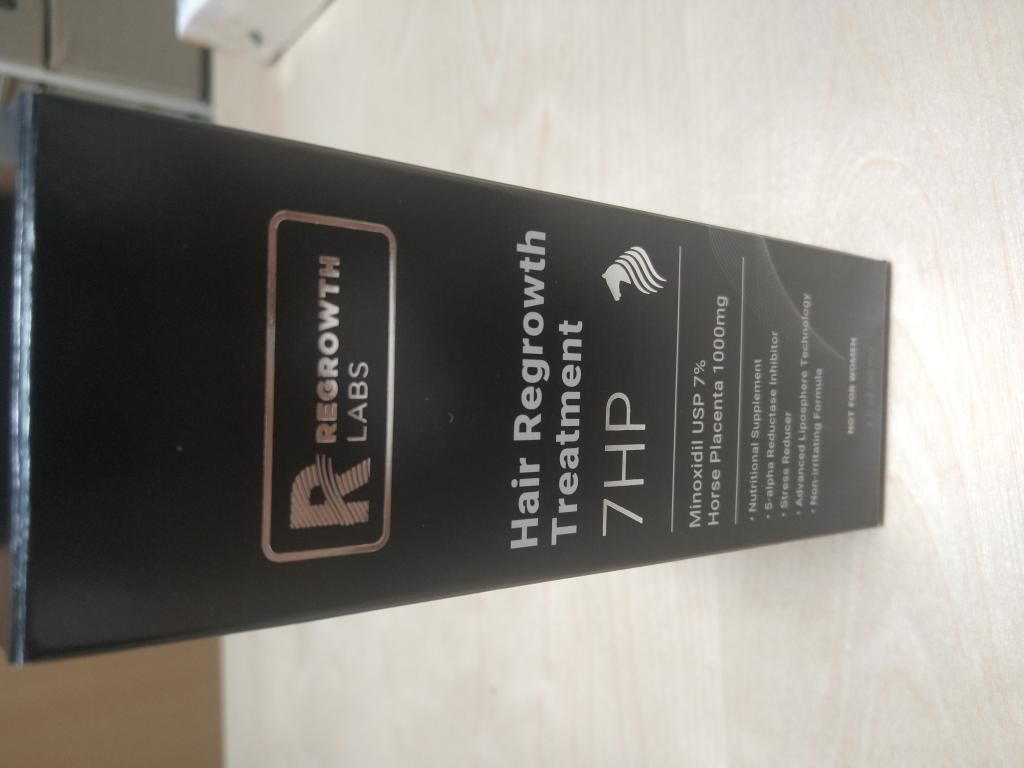 REGROWTH
LABS
Hair Regrowth
Treatment
7HP
Minoxidil USP 7%
Horse Placenta 1000mg
· Nutritional Supplement
· 5-alpha Reductase Inhibitor
· Stress Reducer
· Advanced Liposphere Technology
· Non-irritating Formula
NOT FOR WOMEN